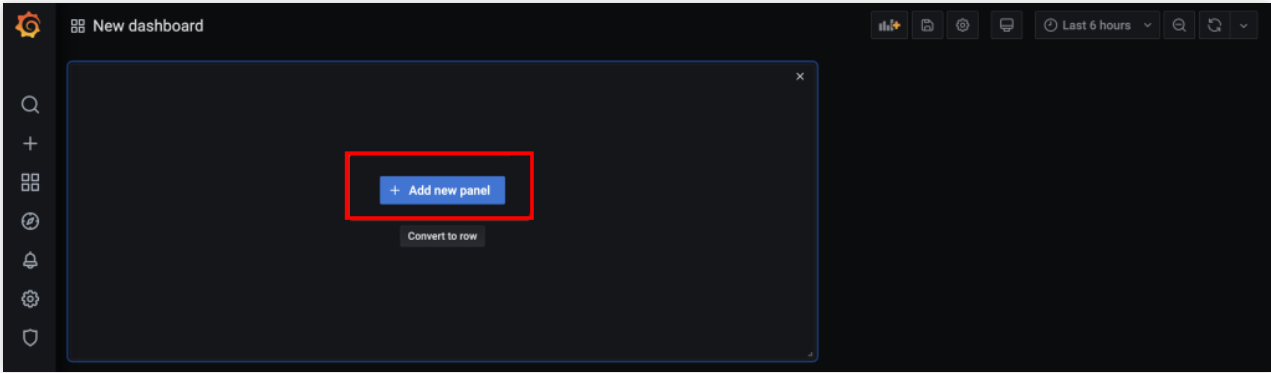 New dashboard
Last 6 hours
Add new panel
Convert to row